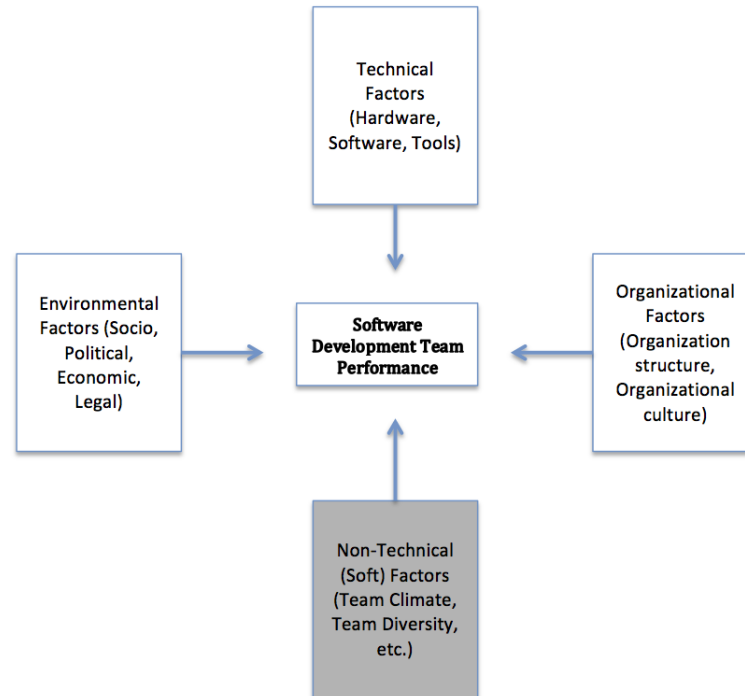 Technical
Factors
(Hardware,
Software, Tools)
Environmental
Factors (Socio,
Political,
Economic,
Legal)
Software
Development Team
Performance
Organizational
Factors
(Organization
structure,
Organizational
culture)
Non-Technical
(Soft) Factors
(Team Climate,
Team Diversity,
etc.)